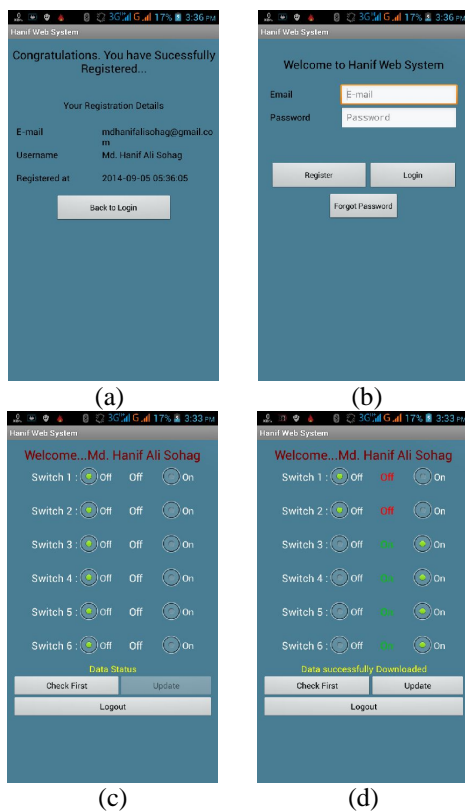 3G G 17% 3:36 PM
Hanif Web System
Congratulations. You have Sucessfully
Registered...
Your Registration Details
E-mail mdhanifalisohag@gmail.co
m
Username Md. Hanif Ali Sohag
Registered at 2014-09-05 05:36:05
Back to Login
(a)
3G G 17% 3:36 PM
Hanif Web System
Welcome to Hanif Web System
Email E-mail
Password Password
Register Login
Forgot Password
(b)
3G G 17% 3:33 PM
Hanif Web System
Welcome...Md. Hanif Ali Sohag
Switch 1 : Off Off On
Switch 2 : Off Off On
Switch 3 : Off Off On
Switch 4 : Off Off On
Switch 5 : Off Off On
Switch 6 : Off Off On
Data Status
Check First Update
Logout
(c)
3G G 17% 3:33 PM
Hanif Web System
Welcome...Md. Hanif Ali Sohag
Switch 1 : Off Off On
Switch 2 : Off Off On
Switch 3 : Off On On
Switch 4 : Off On On
Switch 5 : Off On On
Switch 6 : Off On On
Data successfully Downloaded
Check First Update
Logout
(d)